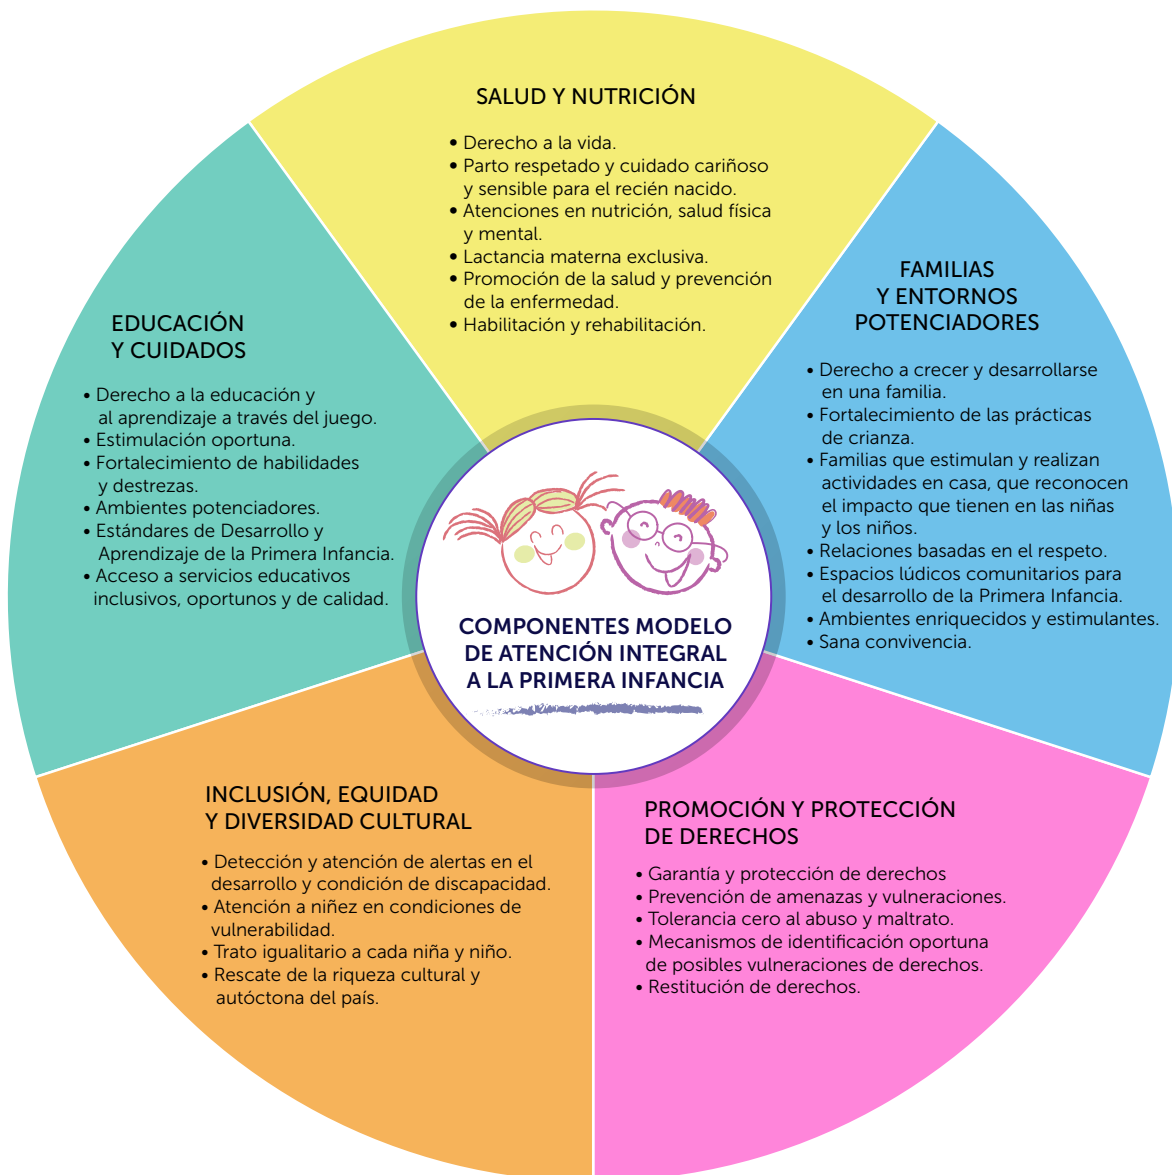 SALUD Y NUTRICIÓN
• Derecho a la vida.
• Parto respetado y cuidado cariñoso
y sensible para el recién nacido.
• Atenciones en nutrición, salud física
y mental.
• Lactancia materna exclusiva.
• Promoción de la salud y prevención
de la enfermedad.
• Habilitación y rehabilitación.
FAMILIAS
Y ENTORNOS
POTENCIADORES
• Derecho a crecer y desarrollarse
en una familia.
• Fortalecimiento de las prácticas
de crianza.
• Familias que estimulan y realizan
actividades en casa, que reconocen
el impacto que tienen en las niñas
y los niños.
• Relaciones basadas en el respeto.
• Espacios lúdicos comunitarios para
el desarrollo de la Primera Infancia.
• Ambientes enriquecidos y estimulantes.
• Sana convivencia.
EDUCACIÓN
Y CUIDADOS
• Derecho a la educación y
al aprendizaje a través del juego.
• Estimulación oportuna.
• Fortalecimiento de habilidades
y destrezas.
• Ambientes potenciadores.
• Estándares de Desarrollo y
Aprendizaje de la Primera Infancia.
• Acceso a servicios educativos
inclusivos, oportunos y de calidad.
COMPONENTES MODELO
DE ATENCIÓN INTEGRAL
A LA PRIMERA INFANCIA
INCLUSIÓN, EQUIDAD
Y DIVERSIDAD CULTURAL
• Detección y atención de alertas en el
desarrollo y condición de discapacidad.
• Atención a niñez en condiciones de
vulnerabilidad.
• Trato igualitario a cada niña y niño.
• Rescate de la riqueza cultural y
autóctona del país.
PROMOCIÓN Y PROTECCIÓN
DE DERECHOS
• Garantía y protección de derechos
• Prevención de amenazas y vulneraciones.
• Tolerancia cero al abuso y maltrato.
• Mecanismos de identificación oportuna
de posibles vulneraciones de derechos.
• Restitución de derechos.